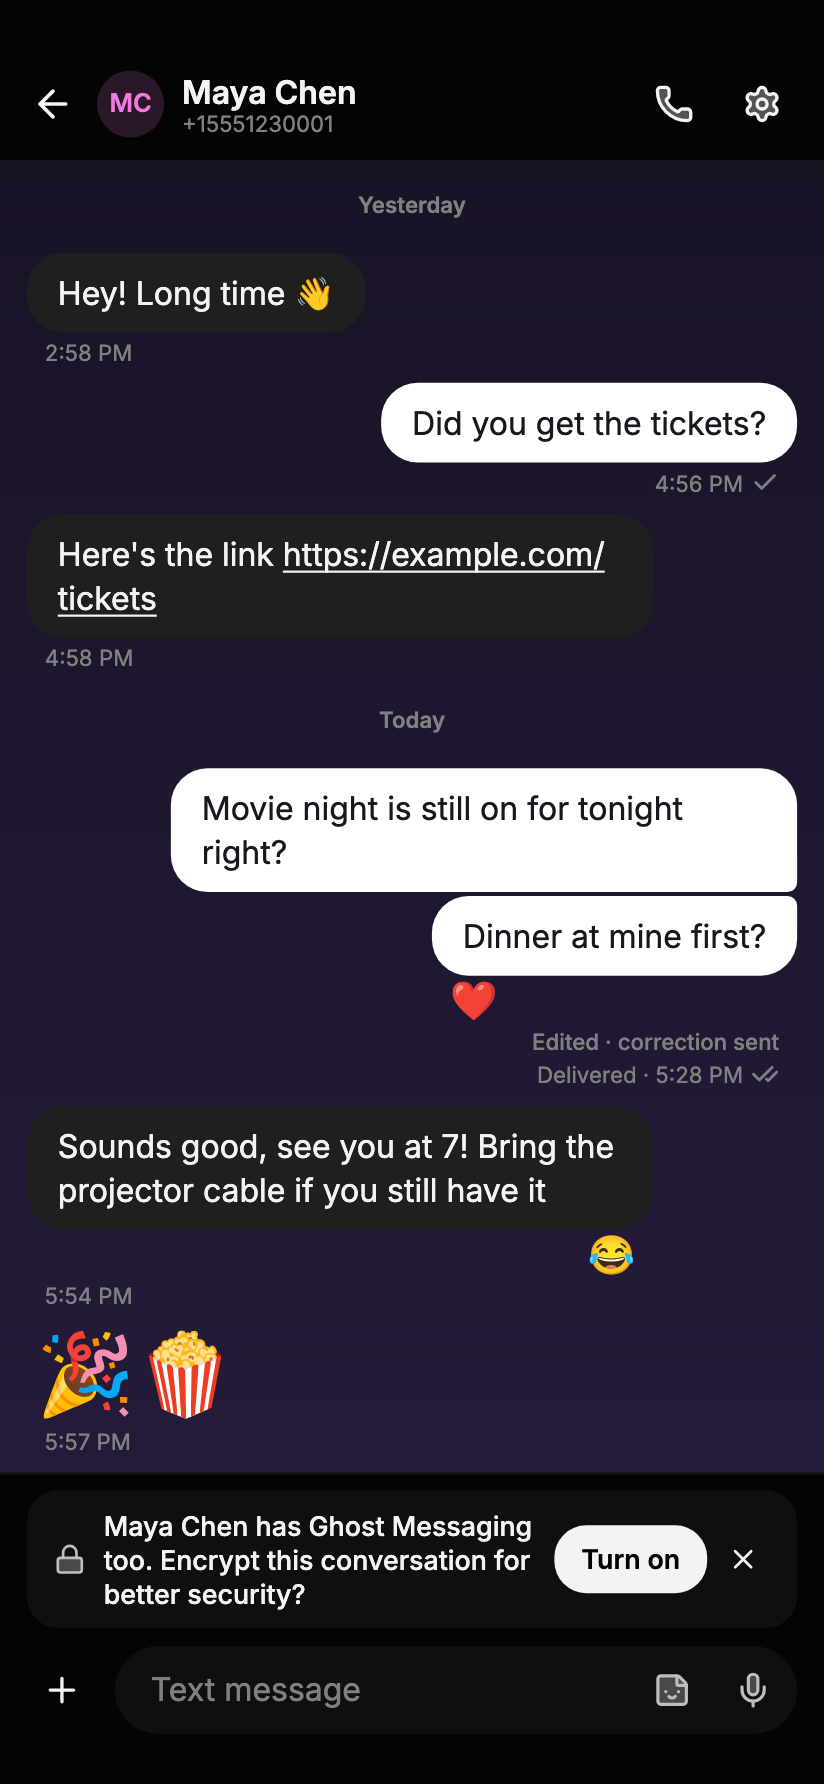 MC
Maya Chen
+15551230001
Yesterday
Hey! Long time 👋
2:58 PM
Did you get the tickets?
4:56 PM
Here's the link https://example.com/
tickets
4:58 PM
Today
Movie night is still on for tonight
right?
Dinner at mine first?
❤️
Edited · correction sent
Delivered · 5:28 PM
Sounds good, see you at 7! Bring the
projector cable if you still have it
😂
5:54 PM
🎉🍿
5:57 PM
Maya Chen has Ghost Messaging
too. Encrypt this conversation for
better security?
Turn on
Text message